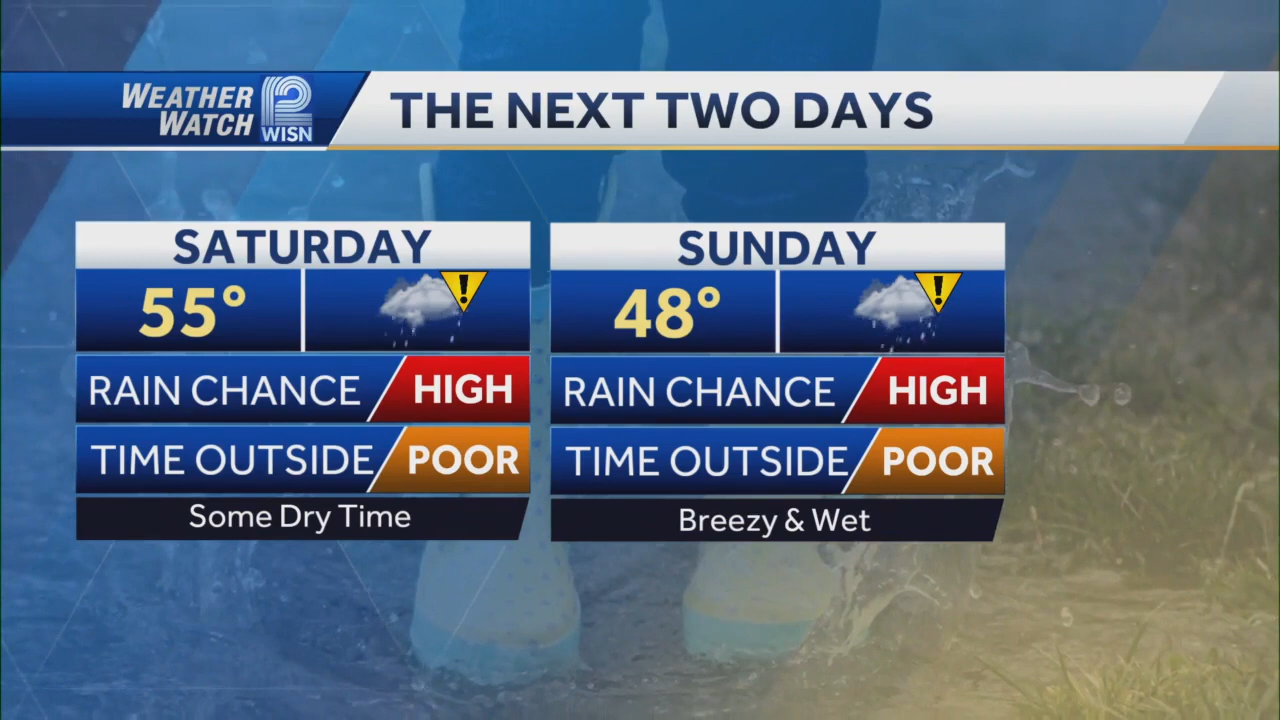 WEATHER
WATCH
12
WISN
THE NEXT TWO DAYS
SATURDAY
55°
!
RAIN CHANCE
HIGH
TIME OUTSIDE
POOR
Some Dry Time
SUNDAY
48°
!
RAIN CHANCE
HIGH
TIME OUTSIDE
POOR
Breezy & Wet